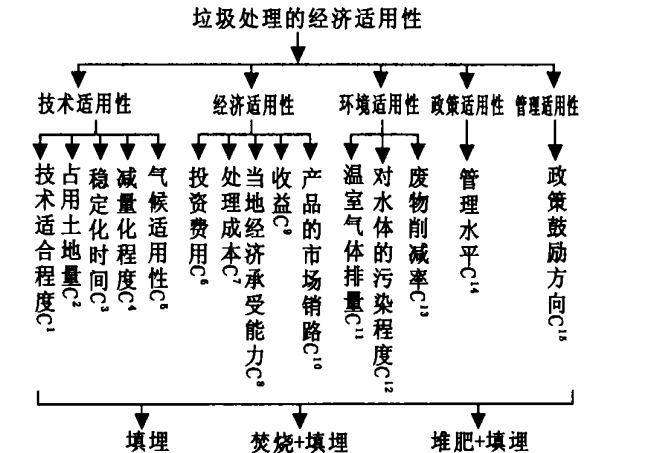 垃圾处理的经济适用性
技术适用性 经济适用性 环境适用性 政策适用性 管理适用性
技术适合程度C¹
占用土地量C²
稳定化时间C³
减量化程度C⁴
气候适用性C⁵
投资费用C⁶
处理成本C⁷
当地经济承受能力C⁸
收益C⁹
产品的市场销路C¹⁰
温室气体排量C¹¹
对水体的污染程度C¹²
废物削减率C¹³
管理水平C¹⁴
政策鼓励方向C¹⁵
填埋 焚烧+填埋 堆肥+填埋